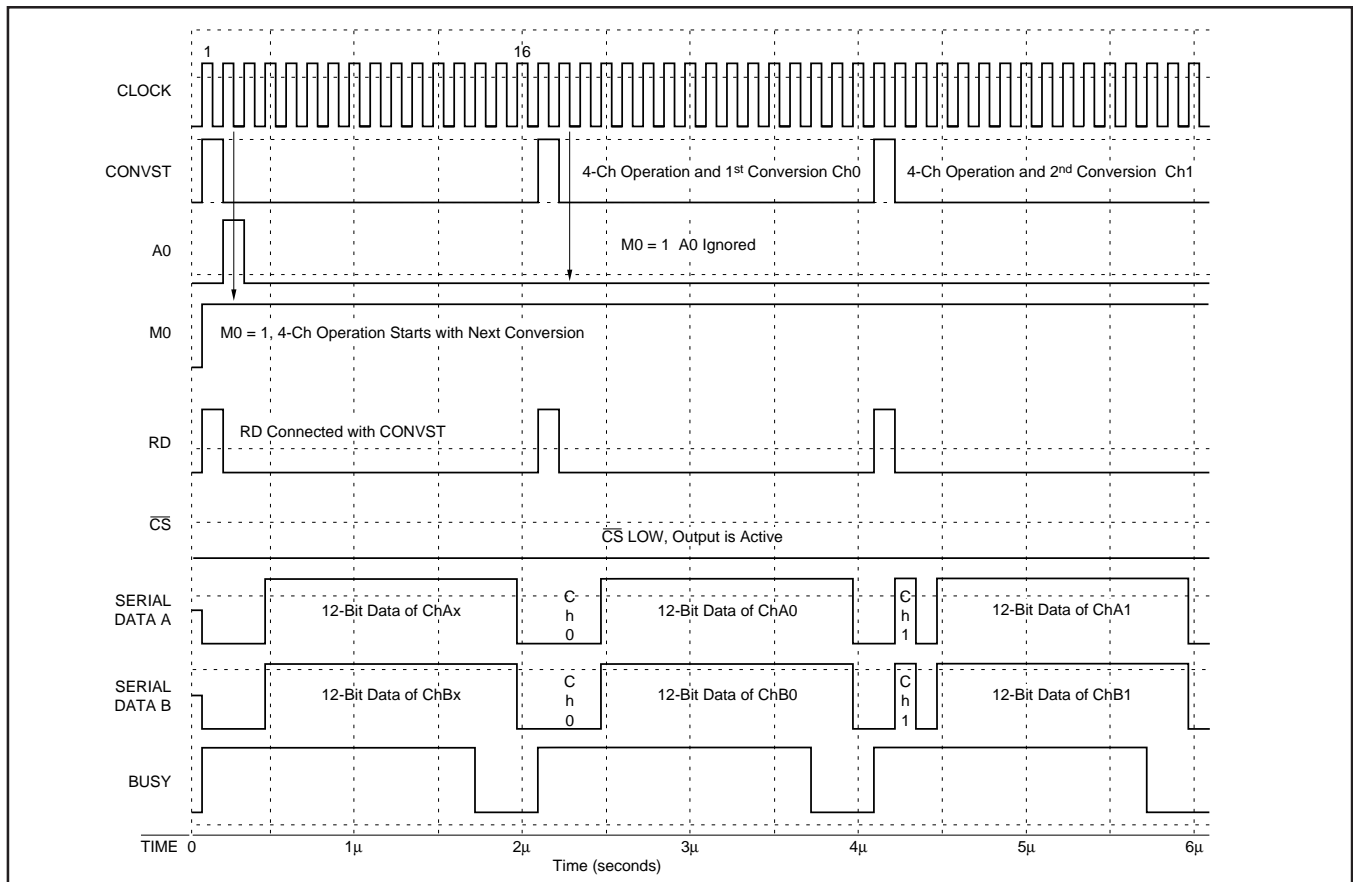 1 16
CLOCK
CONVST
4-Ch Operation and 1st Conversion Ch0
4-Ch Operation and 2nd Conversion Ch1
A0
M0 = 1 A0 Ignored
M0
M0 = 1, 4-Ch Operation Starts with Next Conversion
RD
RD Connected with CONVST
CS
CS LOW, Output is Active
SERIAL
DATA A
12-Bit Data of ChAx
Ch0
12-Bit Data of ChA0
Ch1
12-Bit Data of ChA1
SERIAL
DATA B
12-Bit Data of ChBx
Ch0
12-Bit Data of ChB0
Ch1
12-Bit Data of ChB1
BUSY
TIME 0 1µ 2µ 3µ 4µ 5µ 6µ
Time (seconds)